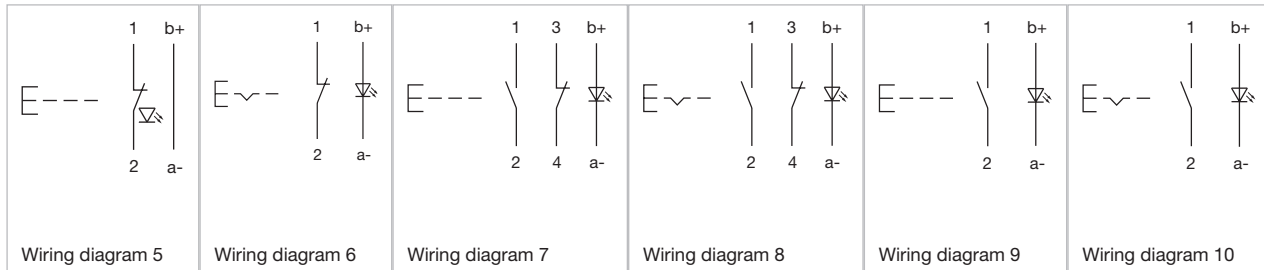 1 b+
2 a-
Wiring diagram 5
1 b+
2 a-
Wiring diagram 6
1 3 b+
2 4 a-
Wiring diagram 7
1 3 b+
2 4 a-
Wiring diagram 8
1 b+
2 a-
Wiring diagram 9
1 b+
2 a-
Wiring diagram 10